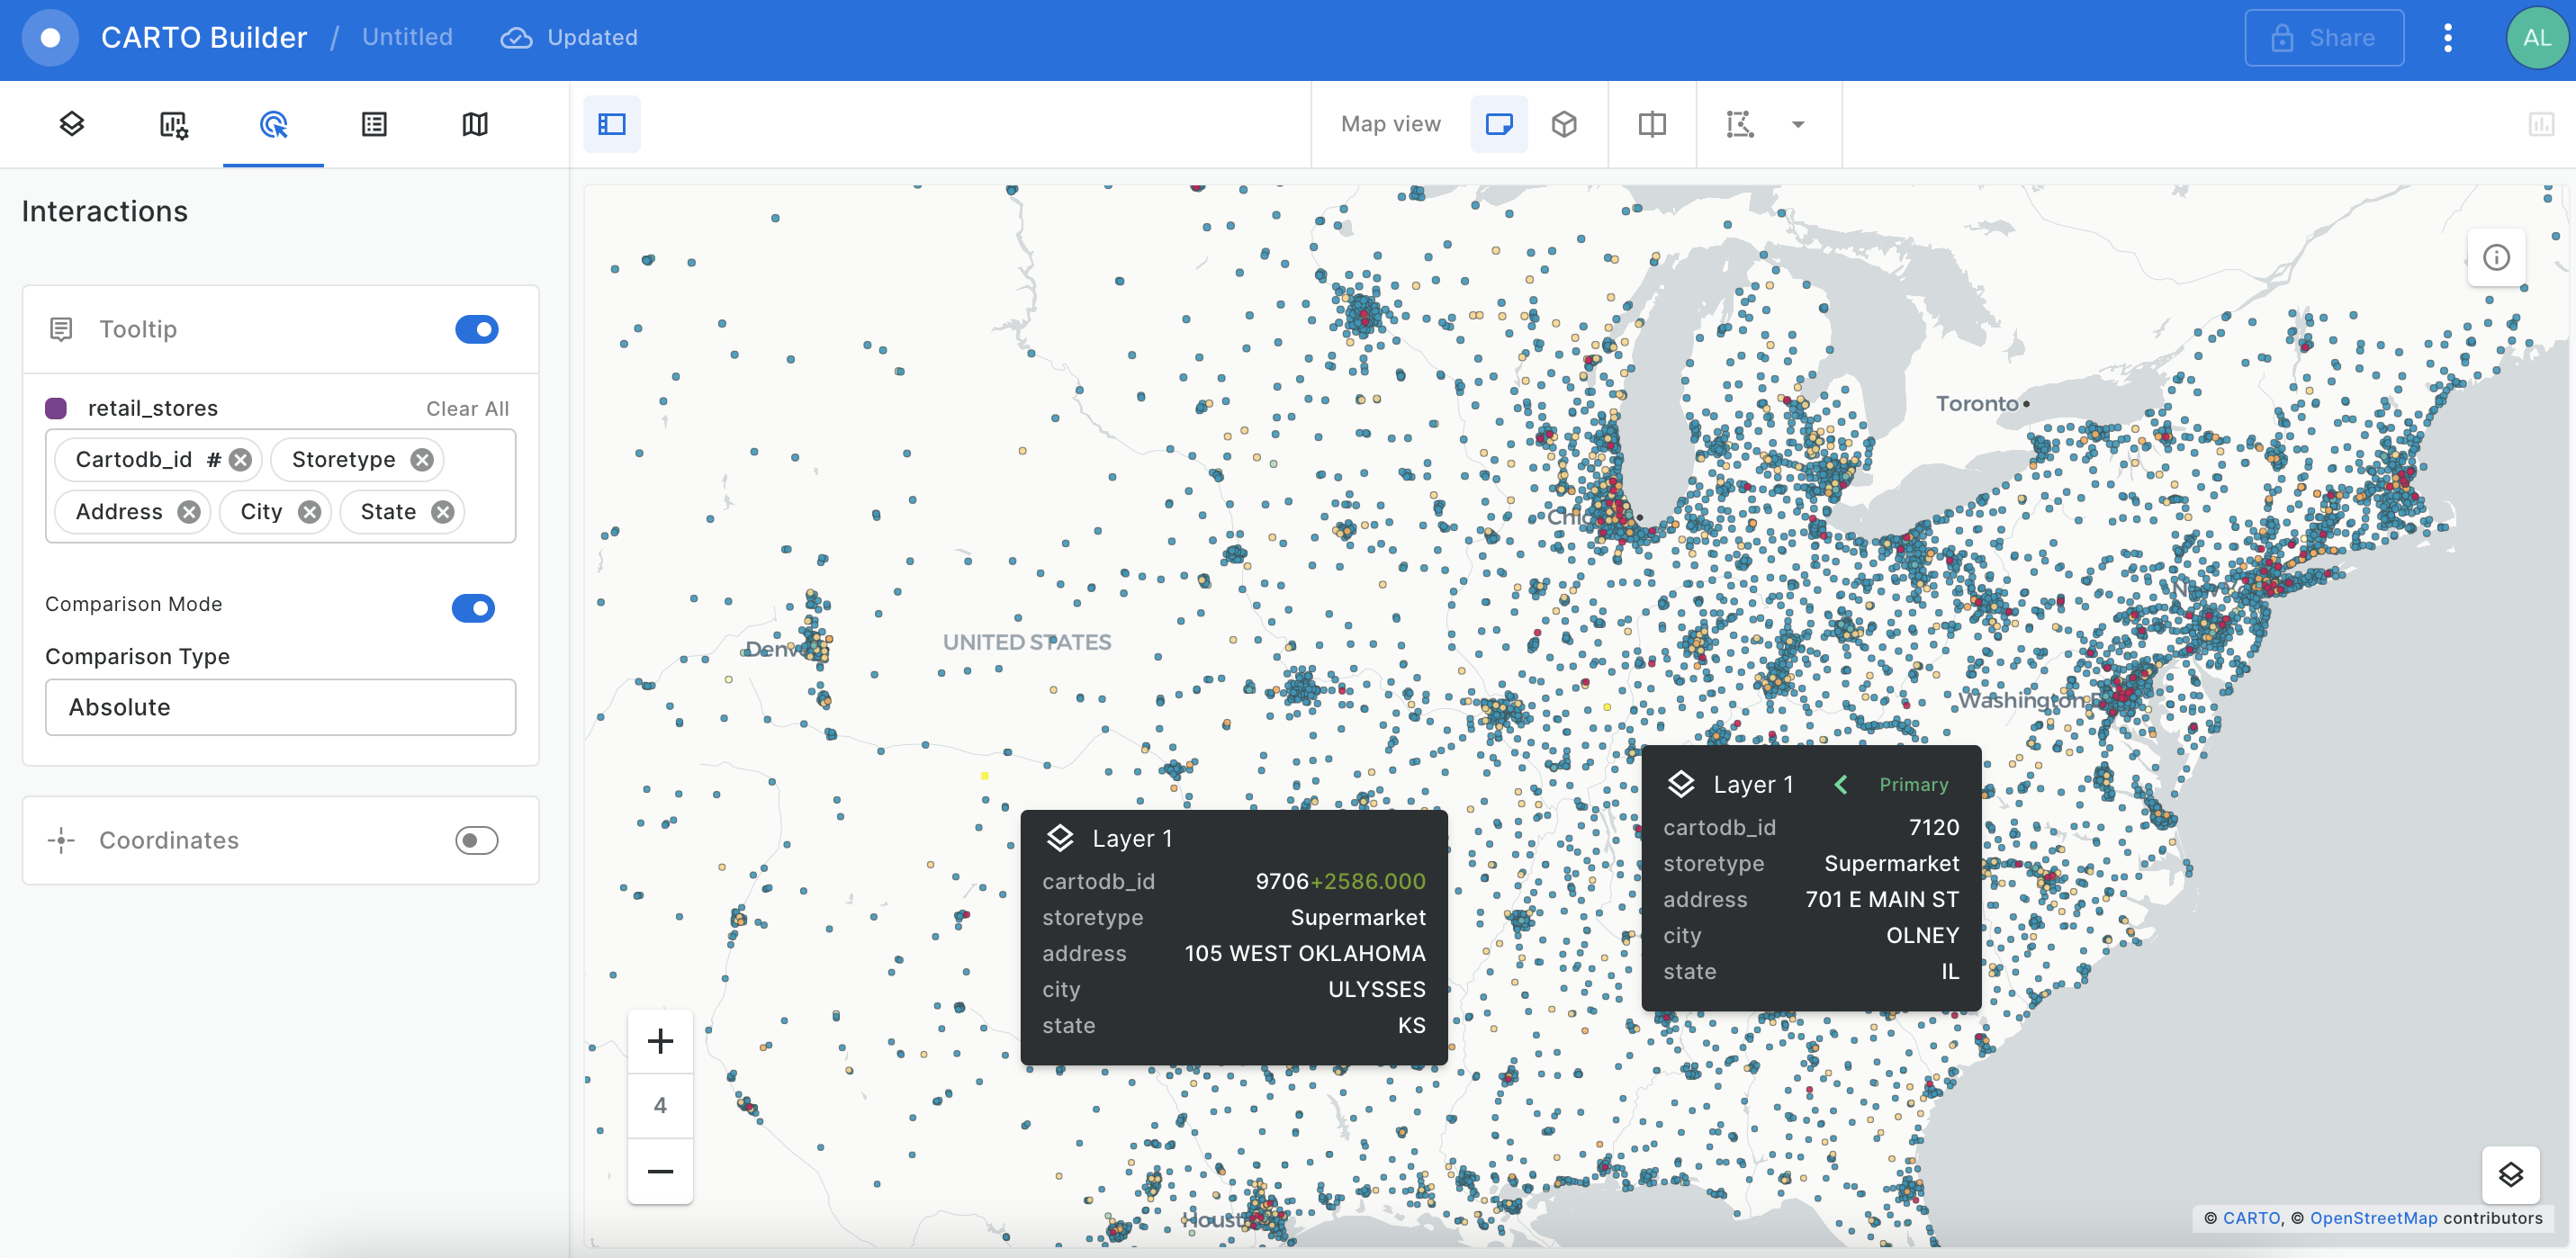 CARTO Builder / Untitled Updated
Share
AL
Map view
Interactions
Tooltip
retail_stores Clear All
Cartodb_id # Storetype
Address City State
Comparison Mode
Comparison Type
Absolute
Coordinates
Toronto
UNITED STATES
Washington
Layer 1
cartodb_id 9706+2586.000
storetype Supermarket
address 105 WEST OKLAHOMA
city ULYSSES
state KS
Layer 1 Primary
cartodb_id 7120
storetype Supermarket
address 701 E MAIN ST
city OLNEY
state IL
+
4
−
© CARTO, © OpenStreetMap contributors